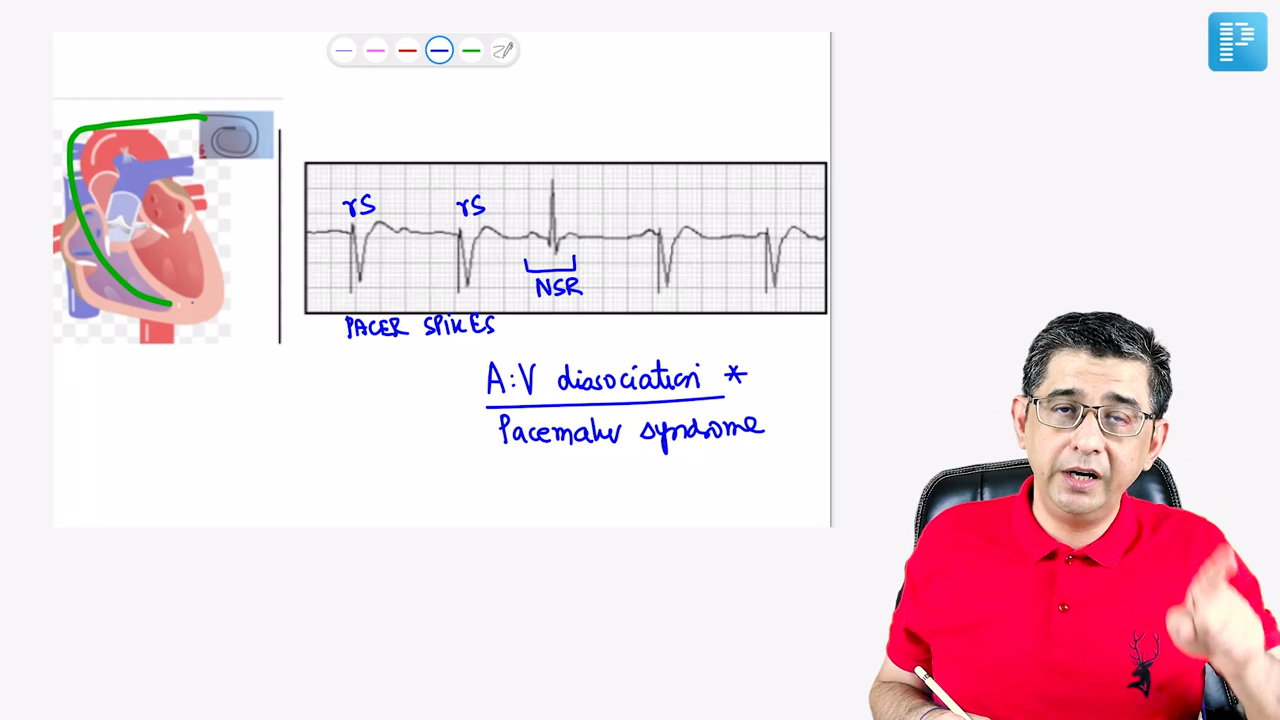 rS rS
NSR
PACER SPIKES
A:V dissociation *
Pacemaker syndrome